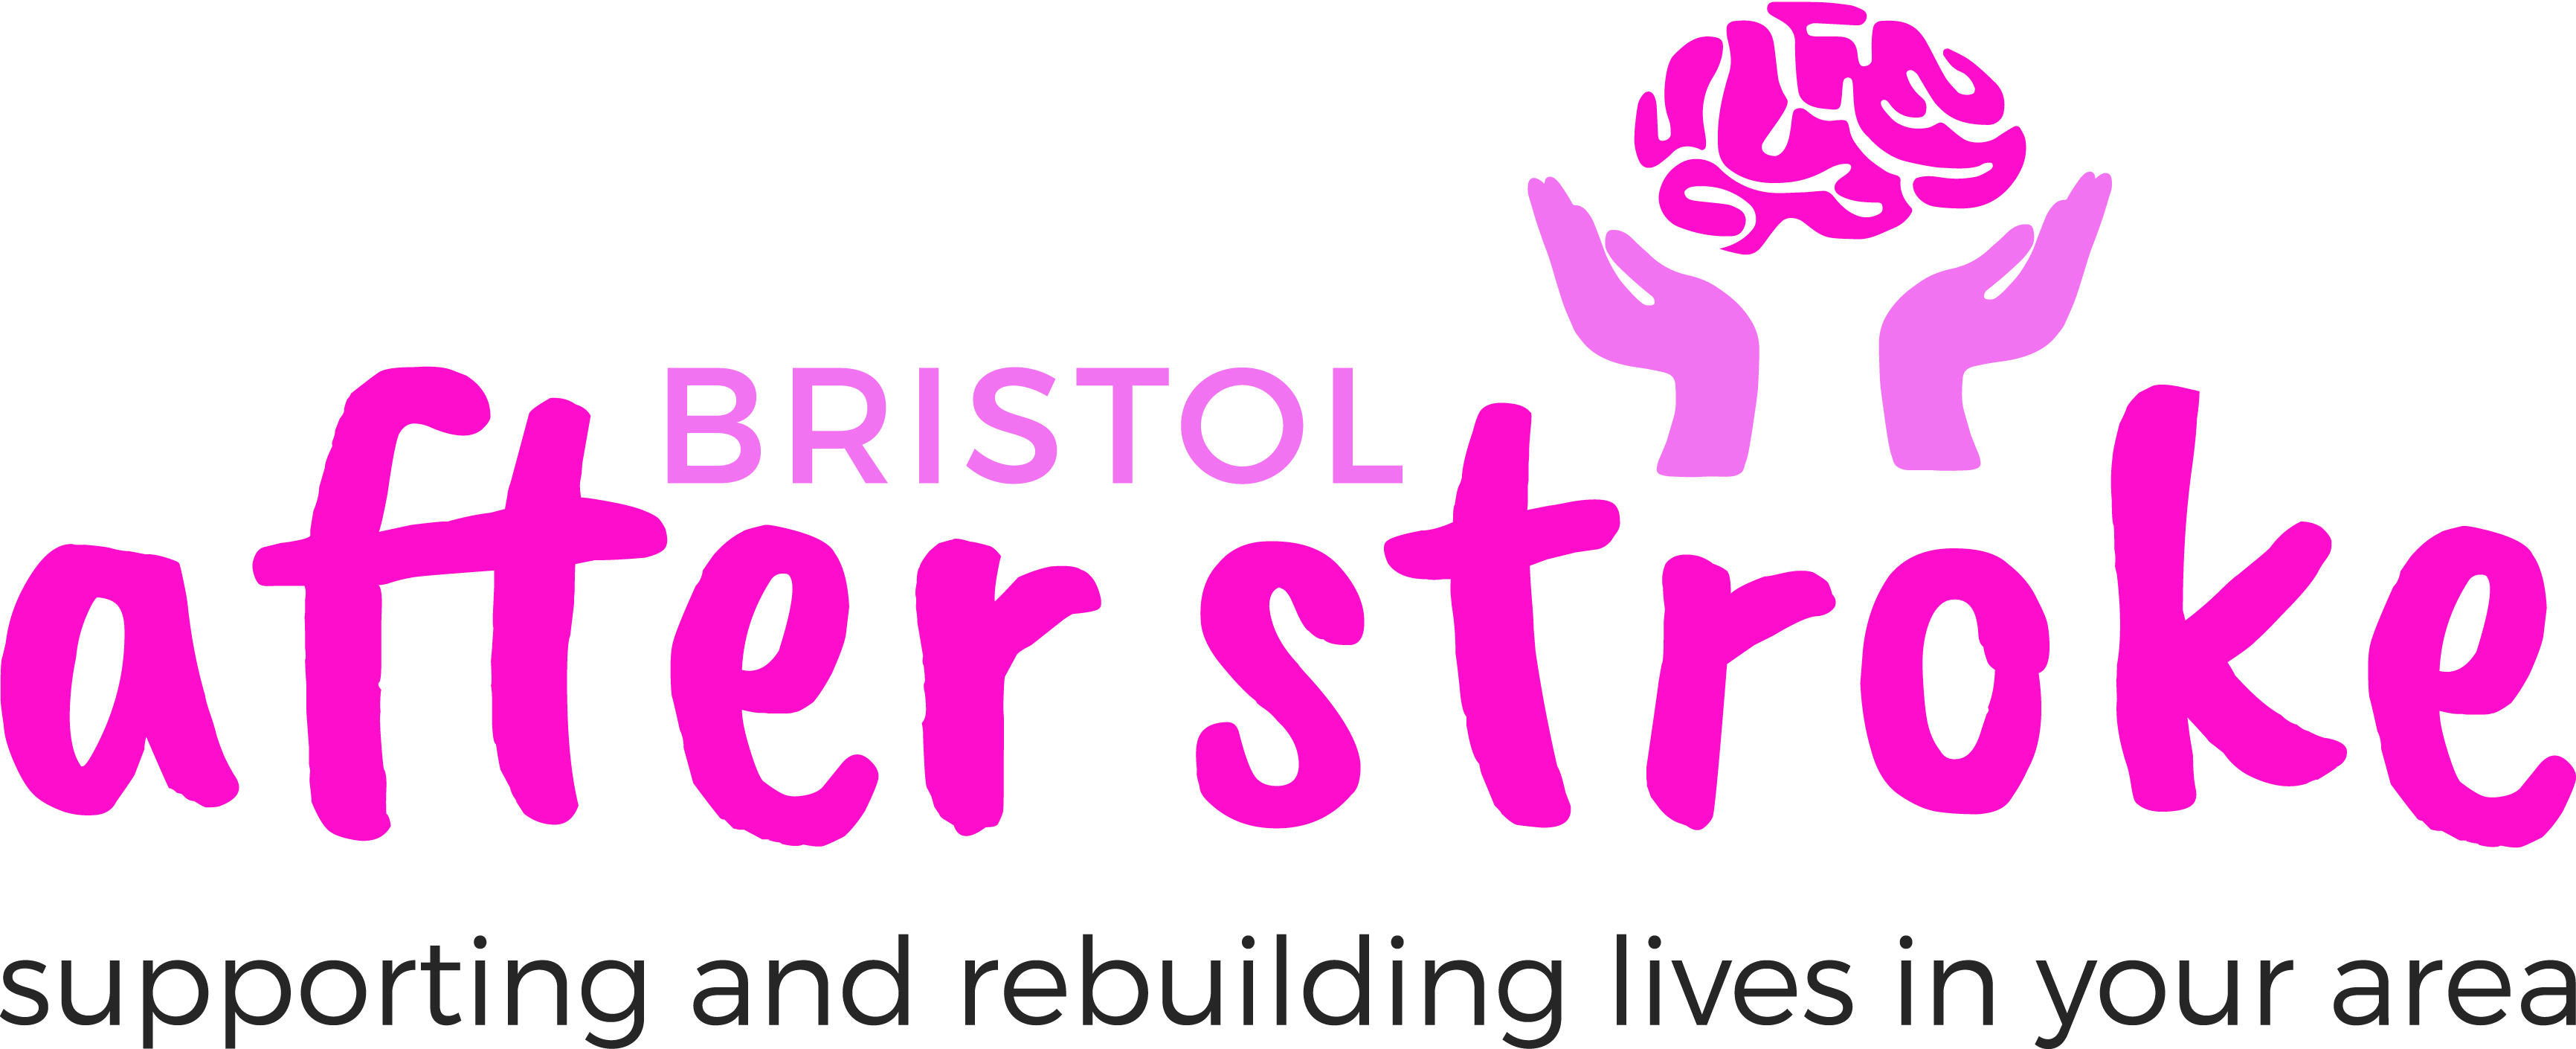 BRISTOL
after stroke
supporting and rebuilding lives in your area